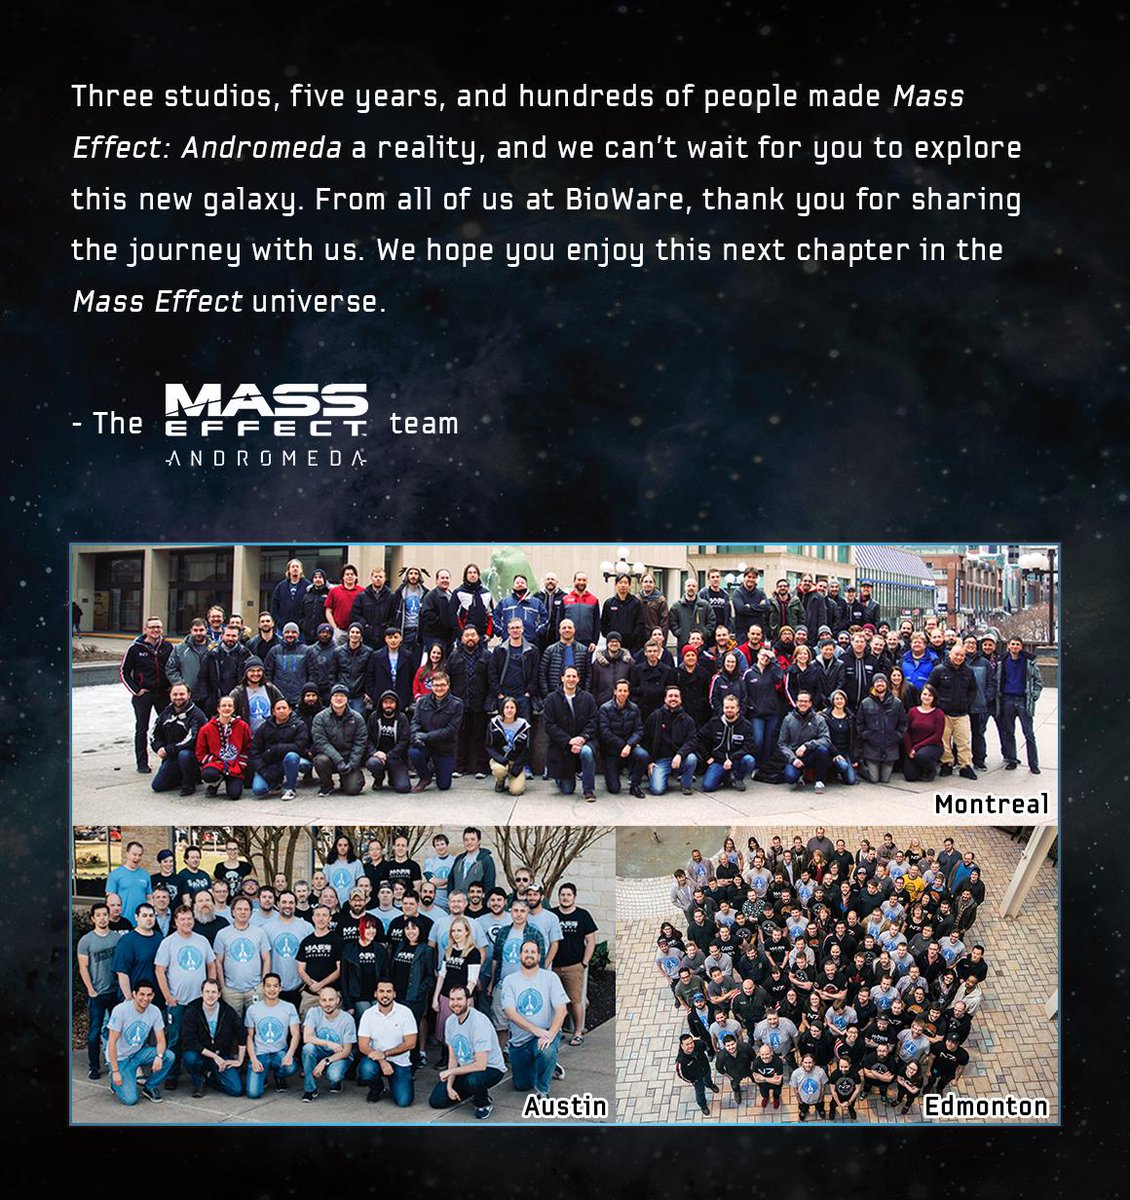 Three studios, five years, and hundreds of people made Mass
Effect: Andromeda a reality, and we can't wait for you to explore
this new galaxy. From all of us at BioWare, thank you for sharing
the journey with us. We hope you enjoy this next chapter in the
Mass Effect universe.
- The MASS EFFECT ANDROMEDA team
Montreal
Austin
Edmonton